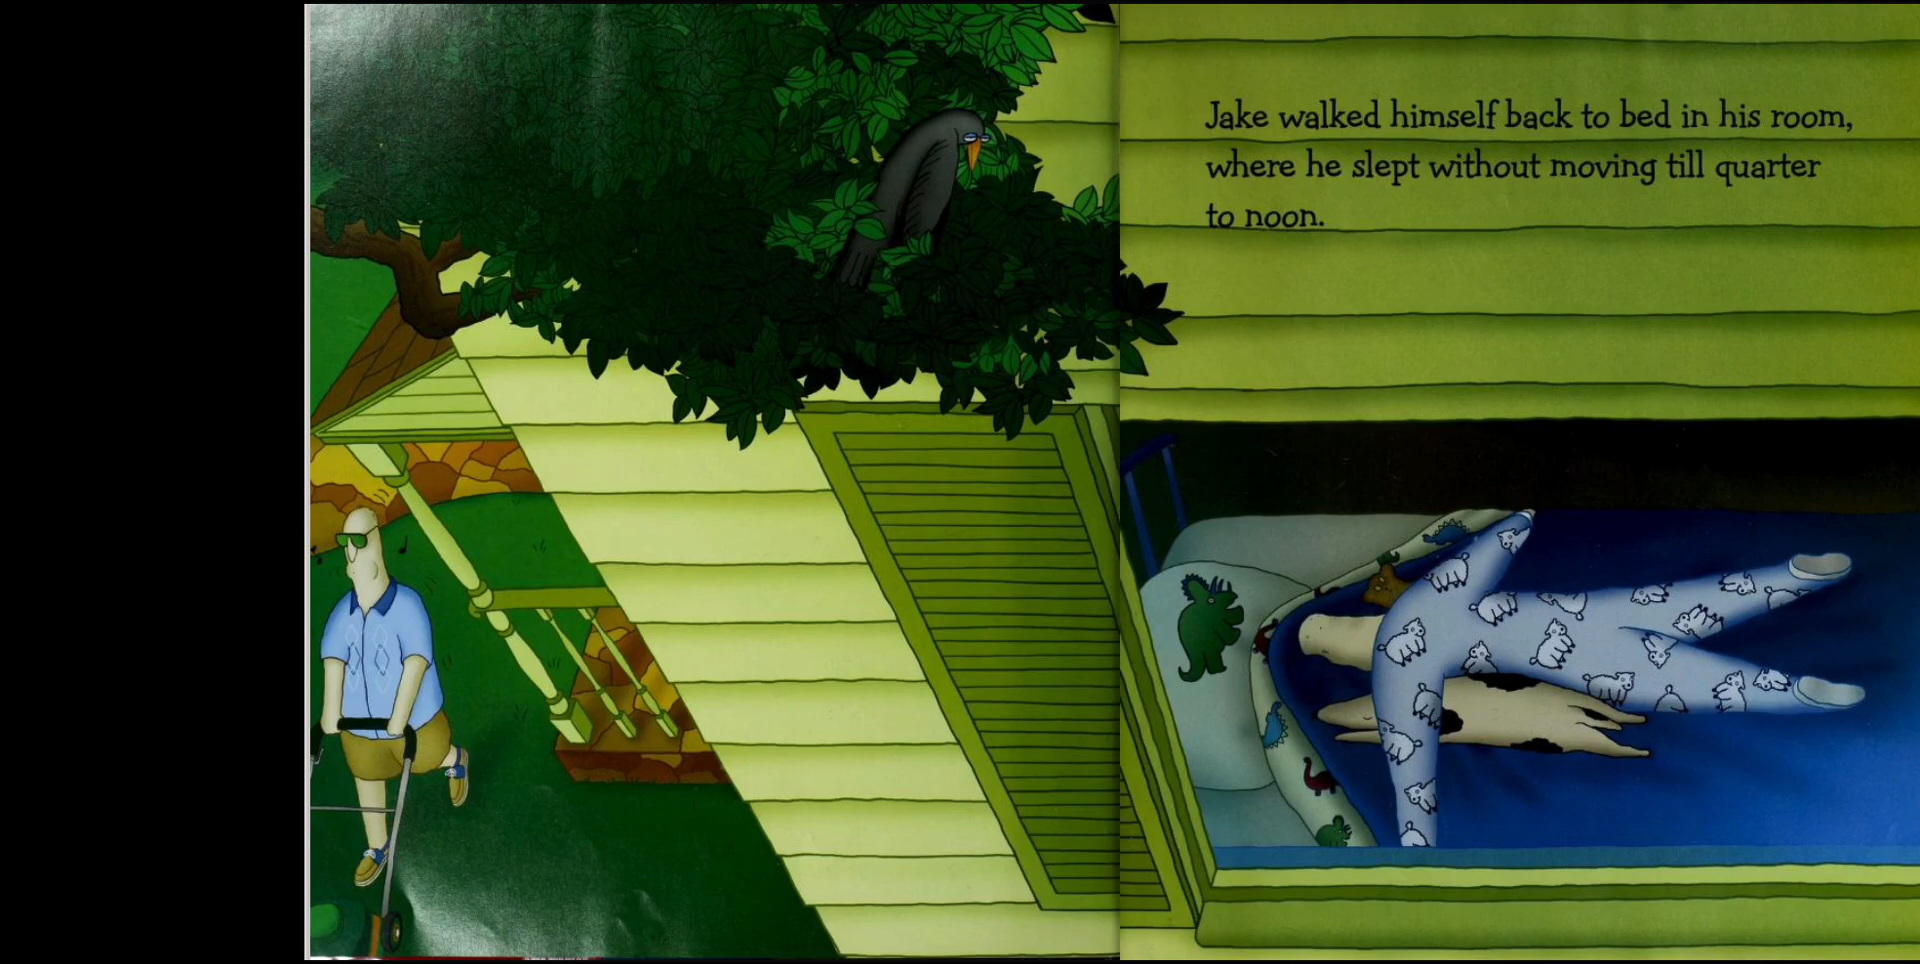 Jake walked himself back to bed in his room,
where he slept without moving till quarter
to noon.